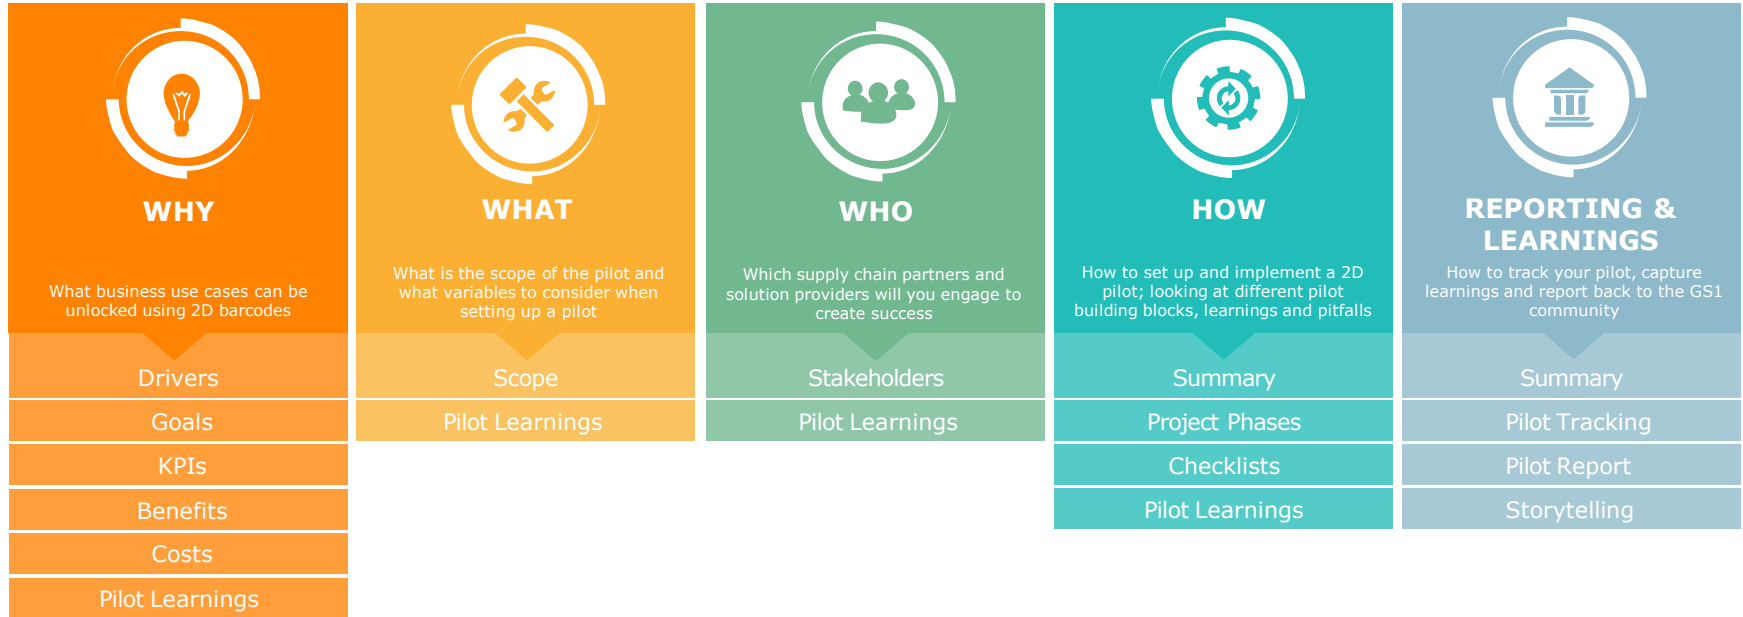 WHY
What business use cases can be
unlocked using 2D barcodes
Drivers
Goals
KPIs
Benefits
Costs
Pilot Learnings
WHAT
What is the scope of the pilot and
what variables to consider when
setting up a pilot
Scope
Pilot Learnings
WHO
Which supply chain partners and
solution providers will you engage to
create success
Stakeholders
Pilot Learnings
HOW
How to set up and implement a 2D
pilot; looking at different pilot
building blocks, learnings and pitfalls
Summary
Project Phases
Checklists
Pilot Learnings
REPORTING &
LEARNINGS
How to track your pilot, capture
learnings and report back to the GS1
community
Summary
Pilot Tracking
Pilot Report
Storytelling